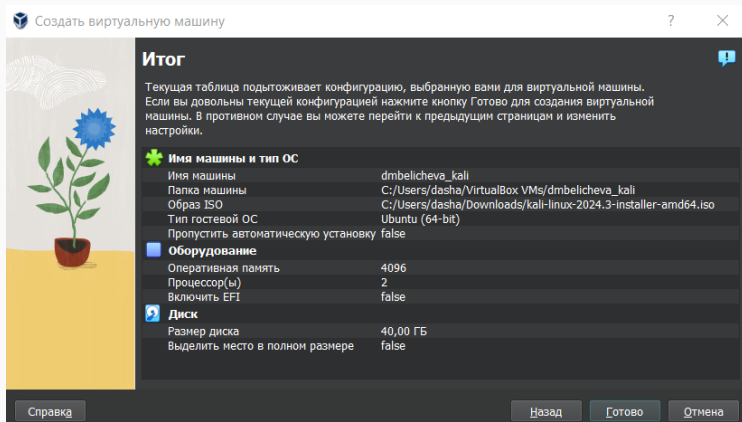 Создать виртуальную машину
Итог
Текущая таблица подытоживает конфигурацию, выбранную вами для виртуальной машины.
Если вы довольны текущей конфигурацией нажмите кнопку Готово для создания виртуальной
машины. В противном случае вы можете перейти к предыдущим страницам и изменить
настройки.
Имя машины и тип ОС
Имя машины dmbelicheva_kali
Папка машины C:/Users/dasha/VirtualBox VMs/dmbelicheva_kali
Образ ISO C:/Users/dasha/Downloads/kali-linux-2024.3-installer-amd64.iso
Тип гостевой ОС Ubuntu (64-bit)
Пропустить автоматическую установку false
Оборудование
Оперативная память 4096
Процессор(ы) 2
Включить EFI false
Диск
Размер диска 40,00 ГБ
Выделить место в полном размере false
Справка Назад Готово Отмена